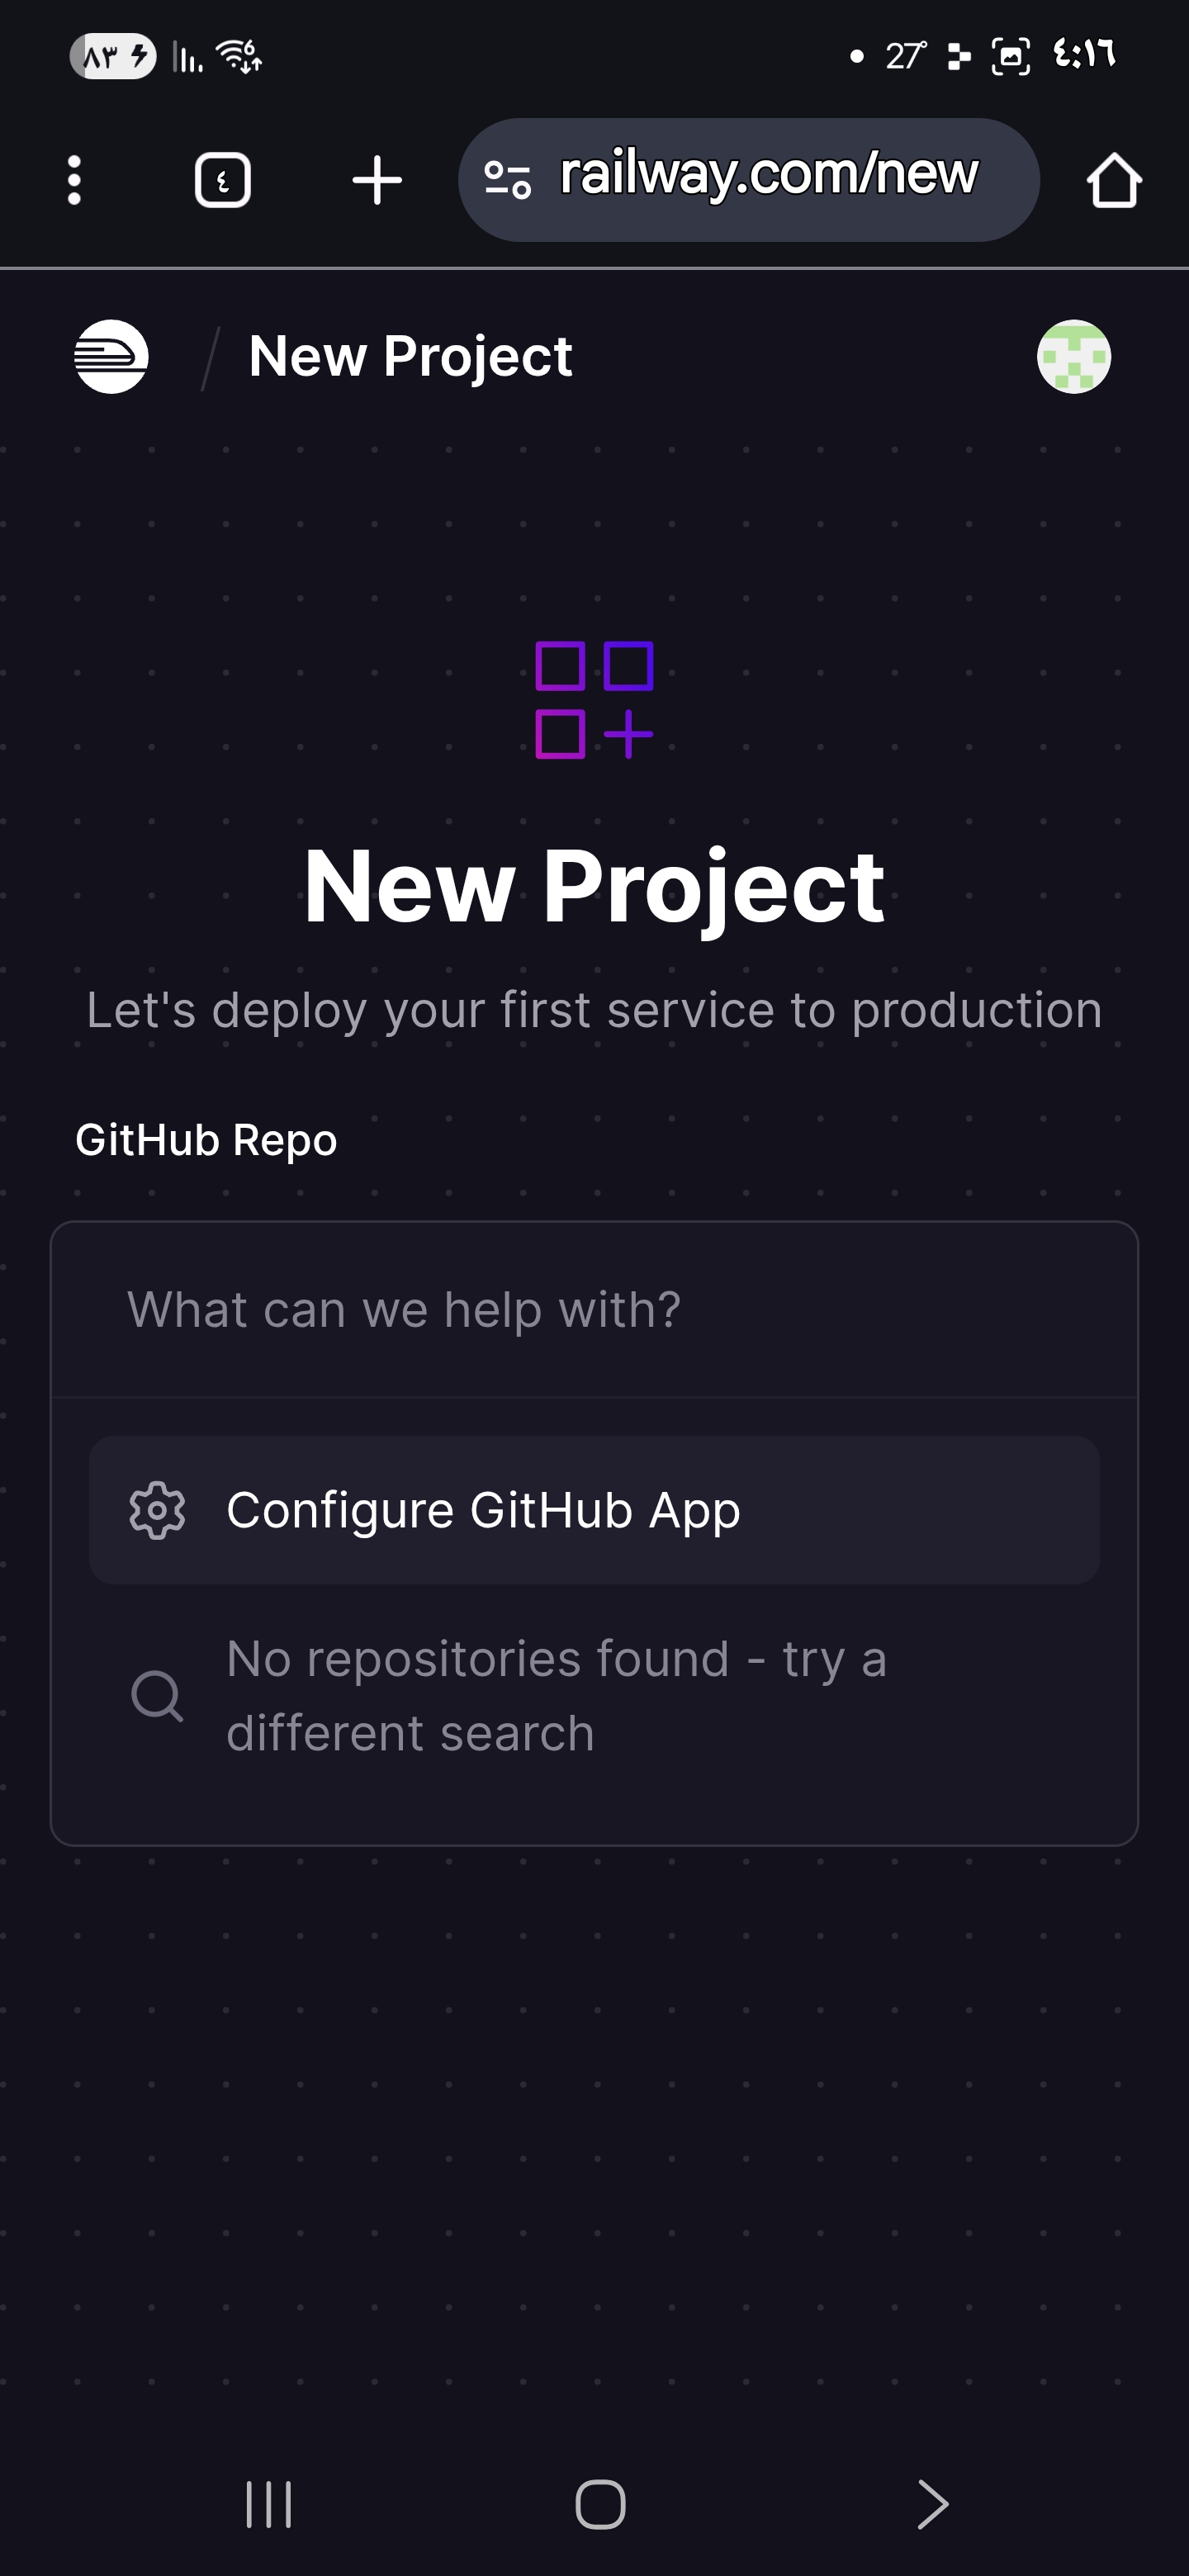 ٨٣
6
27°
٤:١٦
٤
railway.com/new
New Project
New Project
Let's deploy your first service to production
GitHub Repo
What can we help with?
Configure GitHub App
No repositories found - try a
different search